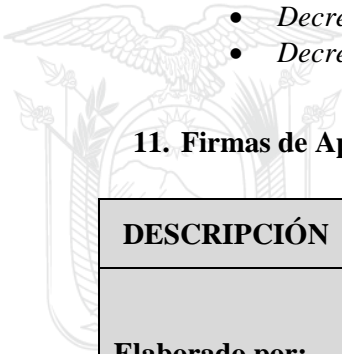 • Decre
• Decre
11. Firmas de Ap
DESCRIPCIÓN
Elaborado por: